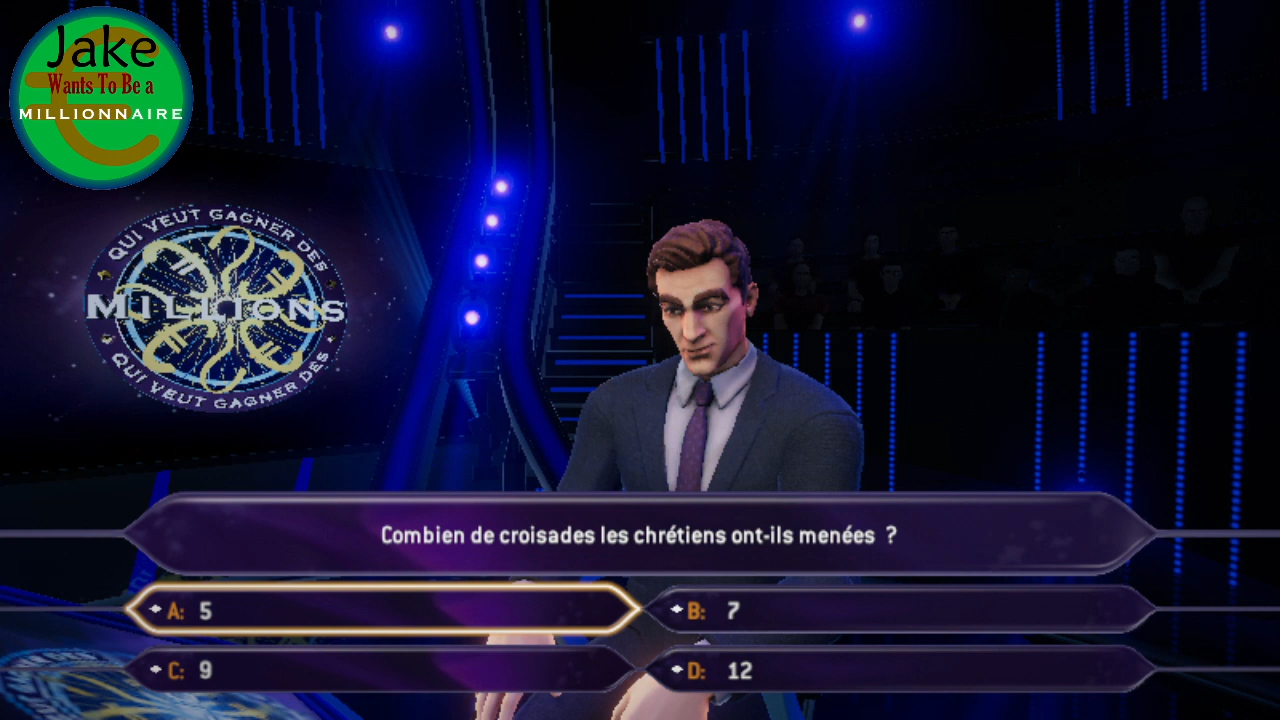 Jake
Wants To Be a
MILLIONNAIRE
QUI VEUT GAGNER DES
MILLIONS
QUI VEUT GAGNER DES
Combien de croisades les chrétiens ont-ils menées ?
A: 5
B: 7
C: 9
D: 12